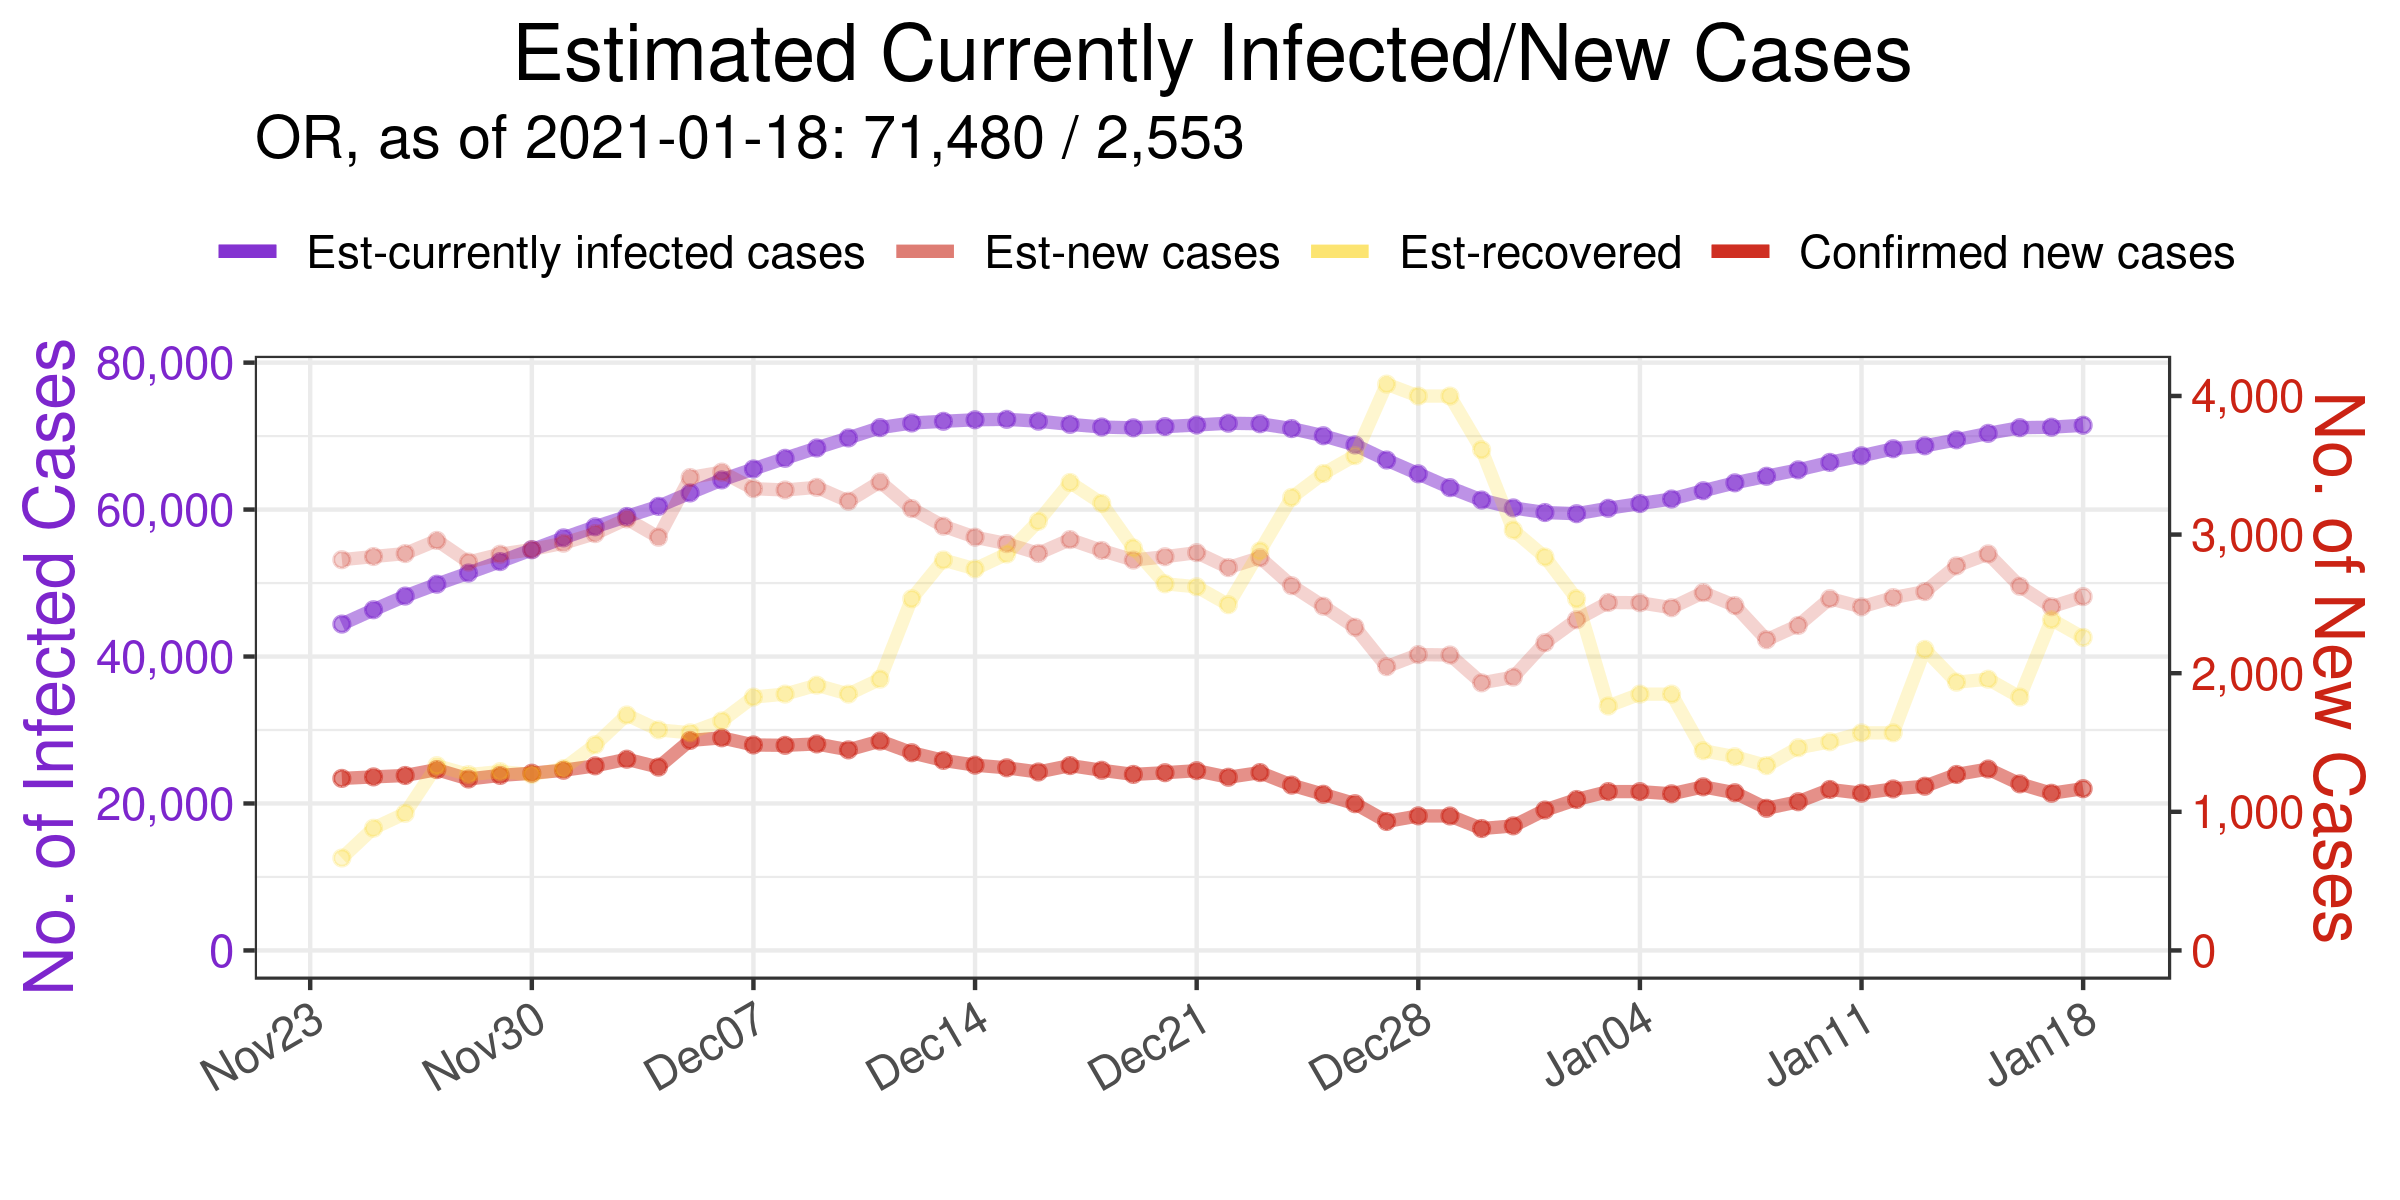 Estimated Currently Infected/New Cases
OR, as of 2021-01-18: 71,480 / 2,553
Est-currently infected cases Est-new cases Est-recovered Confirmed new cases
No. of Infected Cases
80,000
60,000
40,000
20,000
0
4,000
3,000
2,000
1,000
0
No. of New Cases
Nov23 Nov30 Dec07 Dec14 Dec21 Dec28 Jan04 Jan11 Jan18